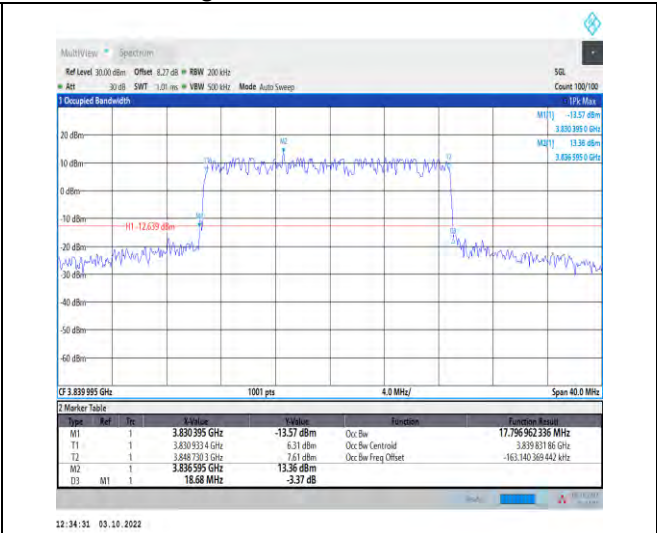 MultiView Spectrum
Ref Level 30.00 dBm Offset 8.27 dB RBW 200 kHz SGL
Att 30 dB SWT 1.01 ms VBW 500 kHz Mode Auto Sweep Count 100/100
1 Occupied Bandwidth 1Pk Max
M1[1] -13.57 dBm
3.830 395 0 GHz
M2[1] 13.36 dBm
3.836 595 0 GHz
20 dBm
M2
10 dBm
T1 T2
0 dBm
-10 dBm
M1
H1 -12.639 dBm
D3
-20 dBm
-30 dBm
-40 dBm
-50 dBm
-60 dBm
CF 3.839 995 GHz 1001 pts 4.0 MHz/ Span 40.0 MHz
2 Marker Table
Type Ref Trc X-Value Y-Value Function Function Result
M1 1 3.830 395 GHz -13.57 dBm Occ Bw 17.796 962 336 MHz
T1 1 3.830 933 4 GHz 6.31 dBm Occ Bw Centroid 3.839 831 86 GHz
T2 1 3.848 730 3 GHz 7.61 dBm Occ Bw Freq Offset -163.140 369 442 kHz
M2 1 3.836 595 GHz 13.36 dBm
D3 M1 1 18.68 MHz -3.37 dB
12:34:31 03.10.2022